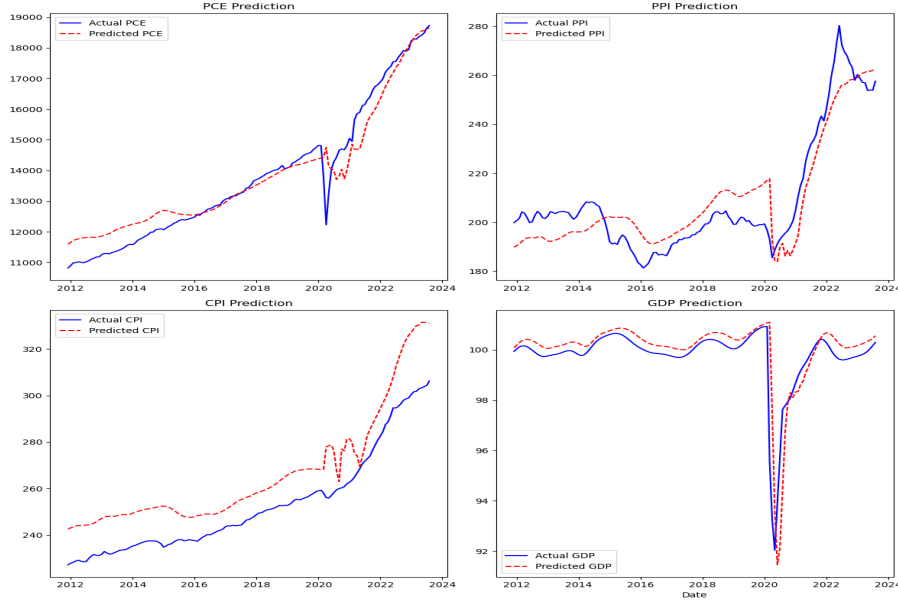 PCE Prediction
Actual PCE
Predicted PCE
19000
18000
17000
16000
15000
14000
13000
12000
11000
2012 2014 2016 2018 2020 2022 2024
PPI Prediction
Actual PPI
Predicted PPI
280
260
240
220
200
180
2012 2014 2016 2018 2020 2022 2024
CPI Prediction
Actual CPI
Predicted CPI
320
300
280
260
240
2012 2014 2016 2018 2020 2022 2024
GDP Prediction
100
98
96
94
92
Actual GDP
Predicted GDP
2012 2014 2016 2018 2020 2022 2024
Date